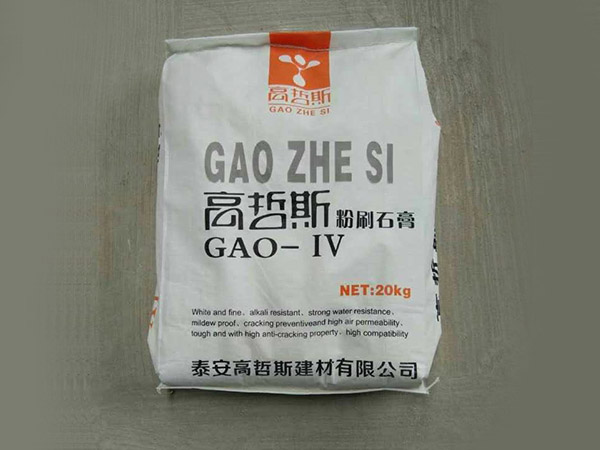 高哲斯
GAO ZHE SI
GAO ZHE SI
高哲斯 粉刷石膏
GAO-IV
NET:20kg
White and fine, alkali resistant, strong water resistance,
mildew proof, cracking preventiveand high air permeability,
tough and with high anti-cracking property, high compatibility
泰安高哲斯建材有限公司